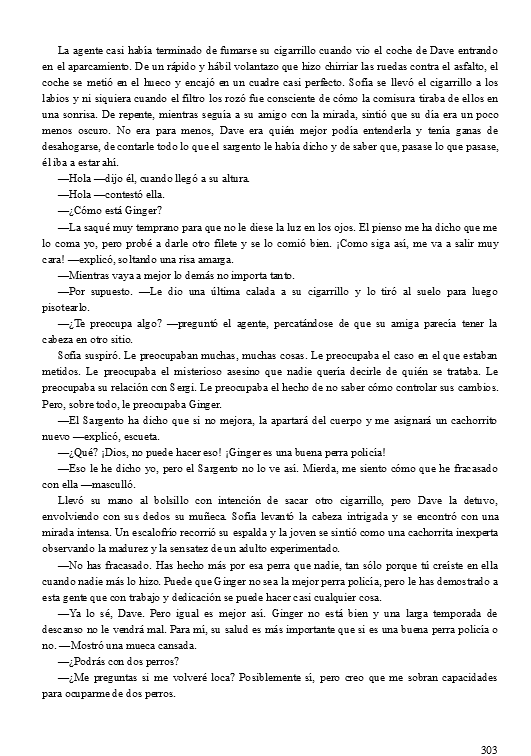 La agente casi había terminado de fumarse su cigarrillo cuando vio el coche de Dave entrando
en el aparcamiento. De un rápido y hábil volantazo que hizo chirriar las ruedas contra el asfalto, el
coche se metió en el hueco y encajó en un cuadre casi perfecto. Sofía se llevó el cigarrillo a los
labios y ni siquiera cuando el filtro los rozó fue consciente de cómo la comisura tiraba de ellos en
una sonrisa. De repente, mientras seguía a su amigo con la mirada, sintió que su día era un poco
menos oscuro. No era para menos, Dave era quién mejor podía entenderla y tenía ganas de
desahogarse, de contarle todo lo que el sargento le había dicho y de saber que, pasase lo que pasase,
él iba a estar ahí.
—Hola —dijo él, cuando llegó a su altura.
—Hola —contestó ella.
—¿Cómo está Ginger?
—La saqué muy temprano para que no le diese la luz en los ojos. El pienso me ha dicho que me
lo coma yo, pero probé a darle otro filete y se lo comió bien. ¡Como siga así, me va a salir muy
cara! —explicó, soltando una risa amarga.
—Mientras vaya a mejor lo demás no importa tanto.
—Por supuesto. —Le dio una última calada a su cigarrillo y lo tiró al suelo para luego
pisotearlo.
—¿Te preocupa algo? —preguntó el agente, percatándose de que su amiga parecía tener la
cabeza en otro sitio.
Sofía suspiró. Le preocupaban muchas, muchas cosas. Le preocupaba el caso en el que estaban
metidos. Le preocupaba el misterioso asesino que nadie quería decirle de quién se trataba. Le
preocupaba su relación con Sergi. Le preocupaba el hecho de no saber cómo controlar sus cambios.
Pero, sobre todo, le preocupaba Ginger.
—El Sargento ha dicho que si no mejora, la apartará del cuerpo y me asignará un cachorrito
nuevo —explicó, escueta.
—¿Qué? ¡Dios, no puede hacer eso! ¡Ginger es una buena perra policía!
—Eso le he dicho yo, pero el Sargento no lo ve así. Mierda, me siento cómo que he fracasado
con ella —masculló.
Llevó su mano al bolsillo con intención de sacar otro cigarrillo, pero Dave la detuvo,
envolviendo con sus dedos su muñeca. Sofía levantó la cabeza intrigada y se encontró con una
mirada intensa. Un escalofrío recorrió su espalda y la joven se sintió como una cachorrita inexperta
observando la madurez y la sensatez de un adulto experimentado.
—No has fracasado. Has hecho más por esa perra que nadie, tan sólo porque tú creíste en ella
cuando nadie más lo hizo. Puede que Ginger no sea la mejor perra policía, pero le has demostrado a
esta gente que con trabajo y dedicación se puede hacer casi cualquier cosa.
—Ya lo sé, Dave. Pero igual es mejor así. Ginger no está bien y una larga temporada de
descanso no le vendrá mal. Para mí, su salud es más importante que si es una buena perra policía o
no. —Mostró una mueca cansada.
—¿Podrás con dos perros?
—¿Me preguntas si me volveré loca? Posiblemente sí, pero creo que me sobran capacidades
para ocuparme de dos perros.
303